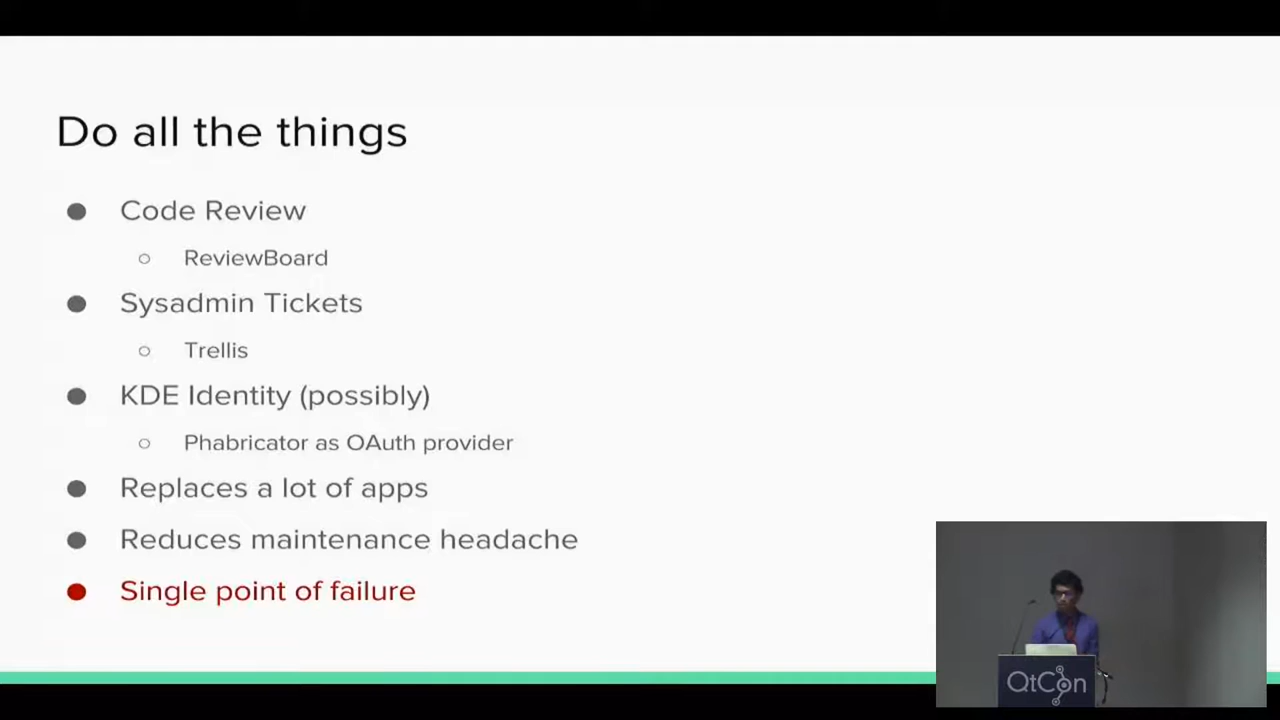 Do all the things
● Code Review
○ ReviewBoard
● Sysadmin Tickets
○ Trellis
● KDE Identity (possibly)
○ Phabricator as OAuth provider
● Replaces a lot of apps
● Reduces maintenance headache
● Single point of failure
QtCon